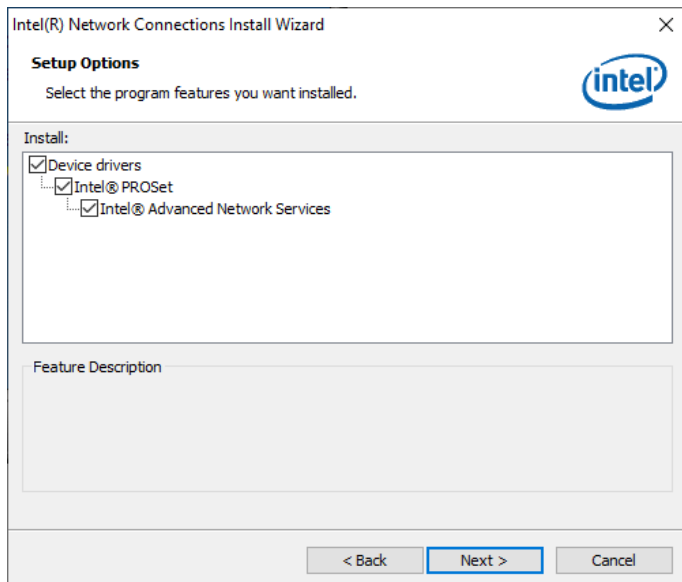 Intel(R) Network Connections Install Wizard
Setup Options
Select the program features you want installed.
intel
Install:
Device drivers
Intel® PROSet
Intel® Advanced Network Services
Feature Description
< Back
Next >
Cancel